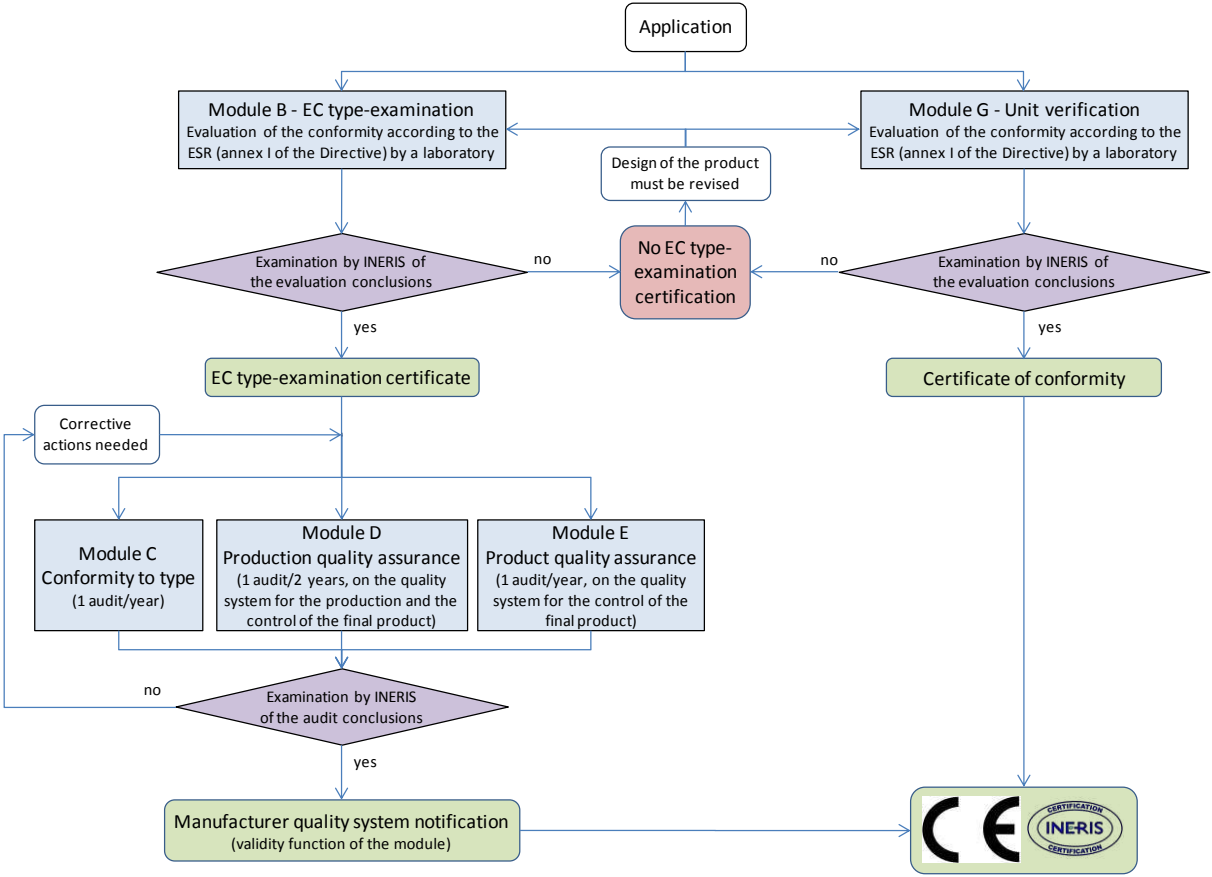 Application
Module B - EC type-examination
Evaluation of the conformity according to the
ESR (annex I of the Directive) by a laboratory
Module G - Unit verification
Evaluation of the conformity according to the
ESR (annex I of the Directive) by a laboratory
Design of the product
must be revised
Examination by INERIS of
the evaluation conclusions
no
No EC type-
examination
certification
no
Examination by INERIS of
the evaluation conclusions
yes
yes
EC type-examination certificate
Certificate of conformity
Corrective
actions needed
Module C
Conformity to type
(1 audit/year)
Module D
Production quality assurance
(1 audit/2 years, on the quality
system for the production and the
control of the final product)
Module E
Product quality assurance
(1 audit/year, on the quality
system for the control of the
final product)
no
Examination by INERIS
of the audit conclusions
yes
Manufacturer quality system notification
(validity function of the module)
CE
CERTIFICATION
INE-RIS
CERTIFICATION